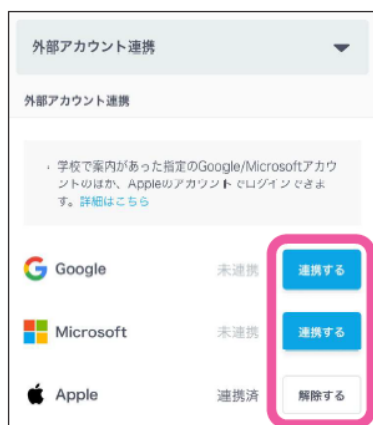 外部アカウント連携
外部アカウント連携
・学校で案内があった指定のGoogle/Microsoftアカウ
ントのほか、Appleのアカウントでログインできま
す。詳細はこちら
Google 未連携 連携する
Microsoft 未連携 連携する
Apple 連携済 解除する